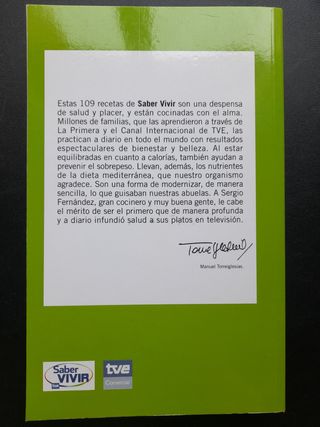 Estas 109 recetas de Saber Vivir son una despensa
de salud y placer, y están cocinadas con el alma.
Millones de familias, que las aprendieron a través de
La Primera y el Canal Internacional de TVE, las
practican a diario en todo el mundo con resultados
espectaculares de bienestar y belleza. Al estar
equilibradas en cuanto a calorías, también ayudan a
prevenir el sobrepeso. Llevan, además, los nutrientes
de la dieta mediterránea, que nuestro organismo
agradece. Son una forma de modernizar, de manera
sencilla, lo que guisaban nuestras abuelas. A Sergio
Fernández, gran cocinero y muy buena gente, le cabe
el mérito de ser el primero que de manera profunda
y a diario infundió salud a sus platos en televisión.
Manuel Torreiglesias
Saber
VIVIR
tve
tve
Comercial